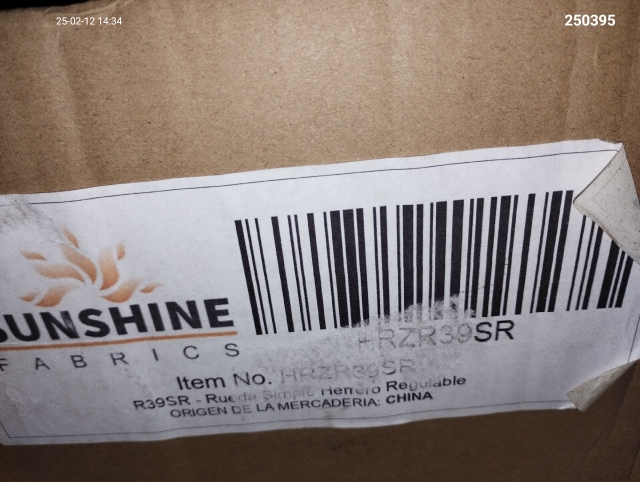 25-02-12 14:34
250395
SUNSHINE
FABRICS
HRZR39SR
Item No. HRZR39SR
R39SR - Rueda Simple Herrero Regulable
ORIGEN DE LA MERCADERIA: CHINA